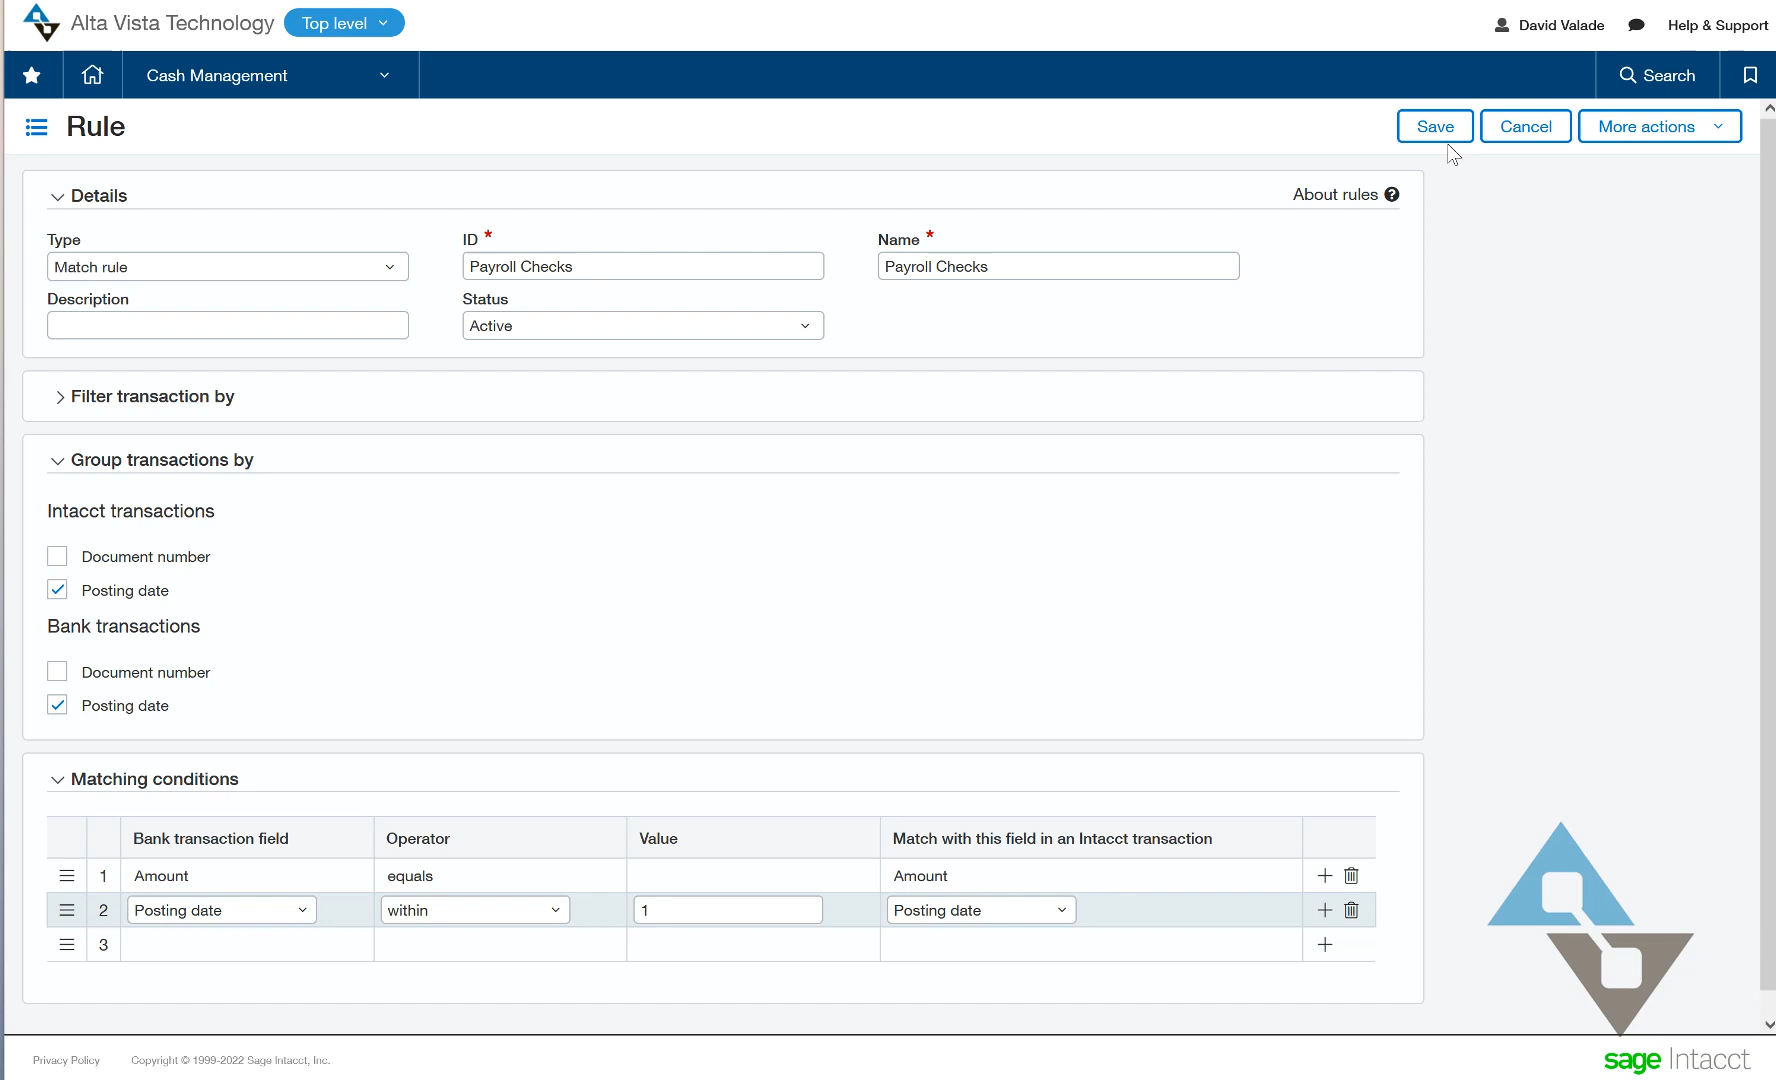 Alta Vista Technology Top level David Valade Help & Support
Cash Management Search
Rule Save Cancel More actions
Details About rules
Type ID * Name *
Match rule Payroll Checks Payroll Checks
Description Status
Active
Filter transaction by
Group transactions by
Intacct transactions
Document number
Posting date
Bank transactions
Document number
Posting date
Matching conditions
Bank transaction field Operator Value Match with this field in an Intacct transaction
1 Amount equals Amount
2 Posting date within 1 Posting date
3
Privacy Policy Copyright © 1999-2022 Sage Intacct, Inc. sage Intacct